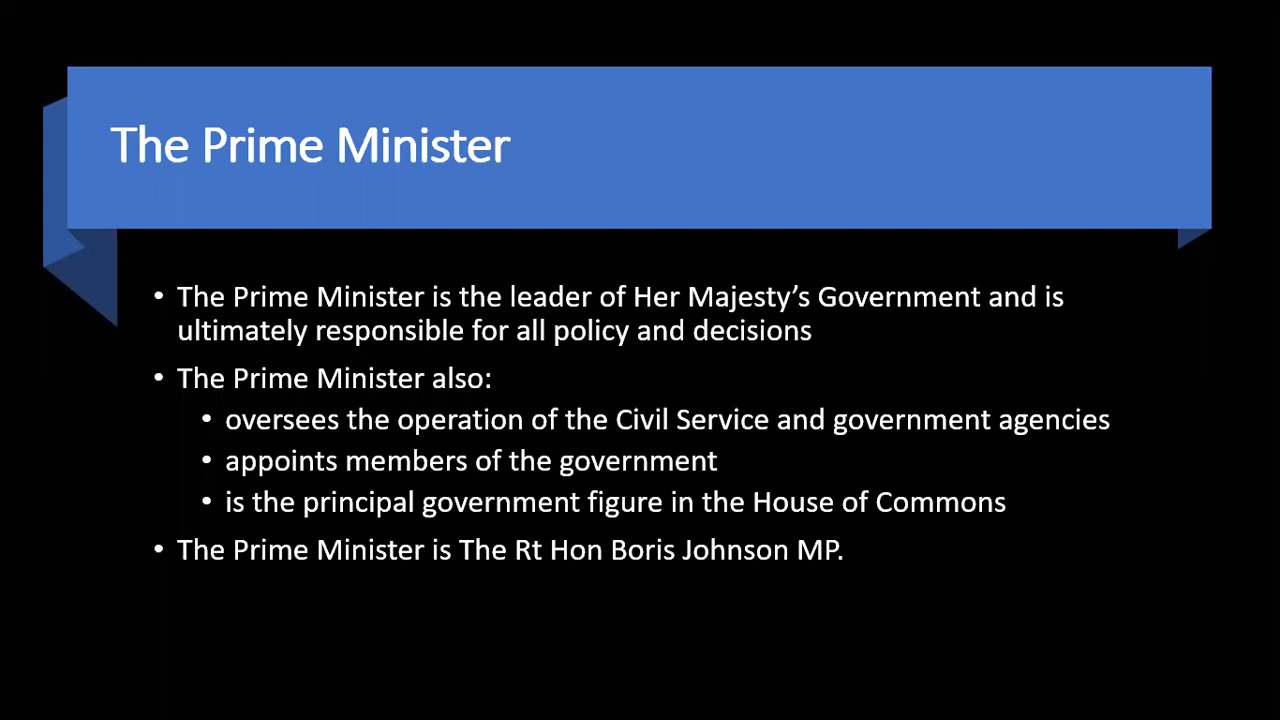 The Prime Minister
• The Prime Minister is the leader of Her Majesty’s Government and is
ultimately responsible for all policy and decisions
• The Prime Minister also:
• oversees the operation of the Civil Service and government agencies
• appoints members of the government
• is the principal government figure in the House of Commons
• The Prime Minister is The Rt Hon Boris Johnson MP.